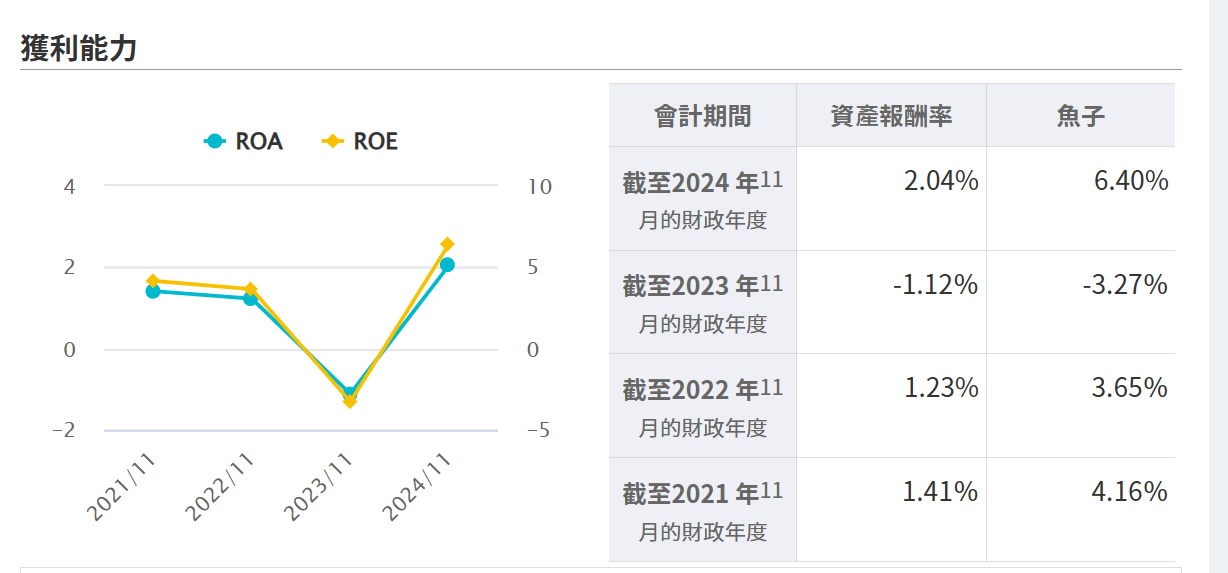 獲利能力
ROA ROE
4 10
2 5
0 0
-2 -5
2021/11 2022/11 2023/11 2024/11
會計期間 資產報酬率 魚子
截至2024 年11 2.04% 6.40%
月的財政年度
截至2023 年11 -1.12% -3.27%
月的財政年度
截至2022 年11 1.23% 3.65%
月的財政年度
截至2021 年11 1.41% 4.16%
月的財政年度